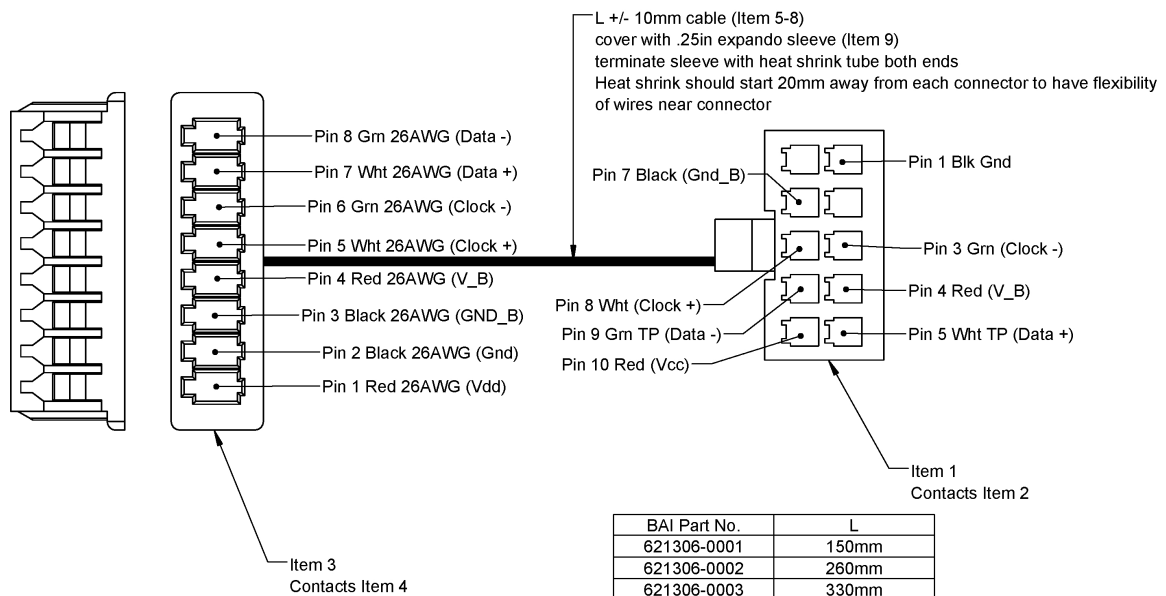 L +/- 10mm cable (Item 5-8)
cover with .25in expando sleeve (Item 9)
terminate sleeve with heat shrink tube both ends
Heat shrink should start 20mm away from each connector to have flexibility
of wires near connector
Pin 8 Grn 26AWG (Data -)
Pin 7 Wht 26AWG (Data +)
Pin 6 Grn 26AWG (Clock -)
Pin 5 Wht 26AWG (Clock +)
Pin 4 Red 26AWG (V_B)
Pin 3 Black 26AWG (GND_B)
Pin 2 Black 26AWG (Gnd)
Pin 1 Red 26AWG (Vdd)
Pin 7 Black (Gnd_B)
Pin 8 Wht (Clock +)
Pin 9 Grn TP (Data -)
Pin 10 Red (Vcc)
Pin 1 Blk Gnd
Pin 3 Grn (Clock -)
Pin 4 Red (V_B)
Pin 5 Wht TP (Data +)
Item 1
Contacts Item 2
Item 3
Contacts Item 4
BAI Part No. L
621306-0001 150mm
621306-0002 260mm
621306-0003 330mm